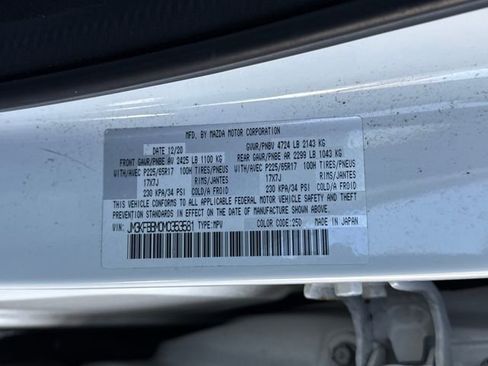 MFD. BY MAZDA MOTOR CORPORATION
DATE 12/20 GVWR/PNBV 4724 LB 2143 KG
FRONT GAWR/PNBE AV 2425 LB 1100 KG REAR GAWR/PNBE AR 2299 LB 1043 KG
WITH/AVEC P225/65R17 100H TIRES/PNEUS WITH/AVEC P225/65R17 100H TIRES/PNEUS
17X7J RIMS/JANTES 17X7J RIMS/JANTES
230 KPA/34 PSI COLD/A FROID 230 KPA/34 PSI COLD/A FROID
THIS VEHICLE CONFORMS TO ALL APPLICABLE FEDERAL MOTOR VEHICLE SAFETY AND
THEFT PREVENTION STANDARDS IN EFFECT ON THE DATE OF MANUFACTURE SHOWN ABOVE.
VIN: TYPE:MPV COLOR CODE:25D MADE IN JAPAN